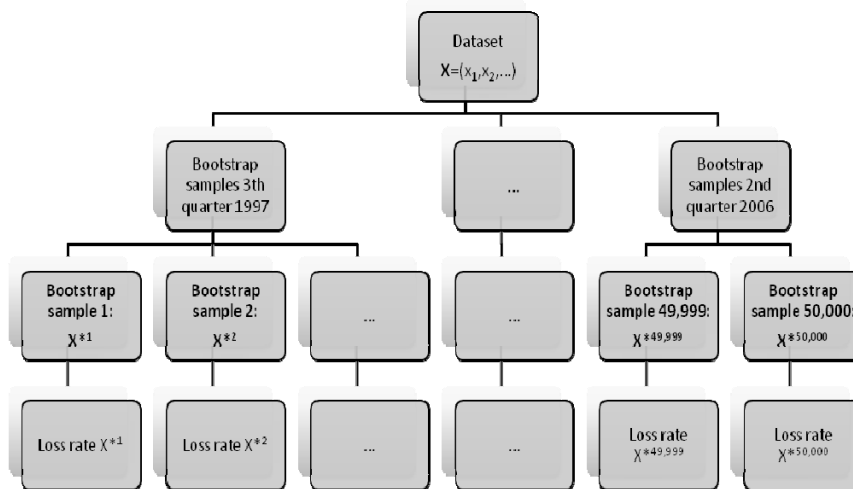 Dataset
X=(x₁,x₂,...)
Bootstrap
samples 3th
quarter 1997
...
Bootstrap
samples 2nd
quarter 2006
Bootstrap
sample 1:
X*¹
Bootstrap
sample 2:
X*²
...
...
Bootstrap
sample 49,999:
X*⁴⁹,⁹⁹⁹
Bootstrap
sample 50,000:
X*⁵⁰,⁰⁰⁰
Loss rate X*¹
Loss rate X*²
...
...
Loss rate
X*⁴⁹,⁹⁹⁹
Loss rate
X*⁵⁰,⁰⁰⁰